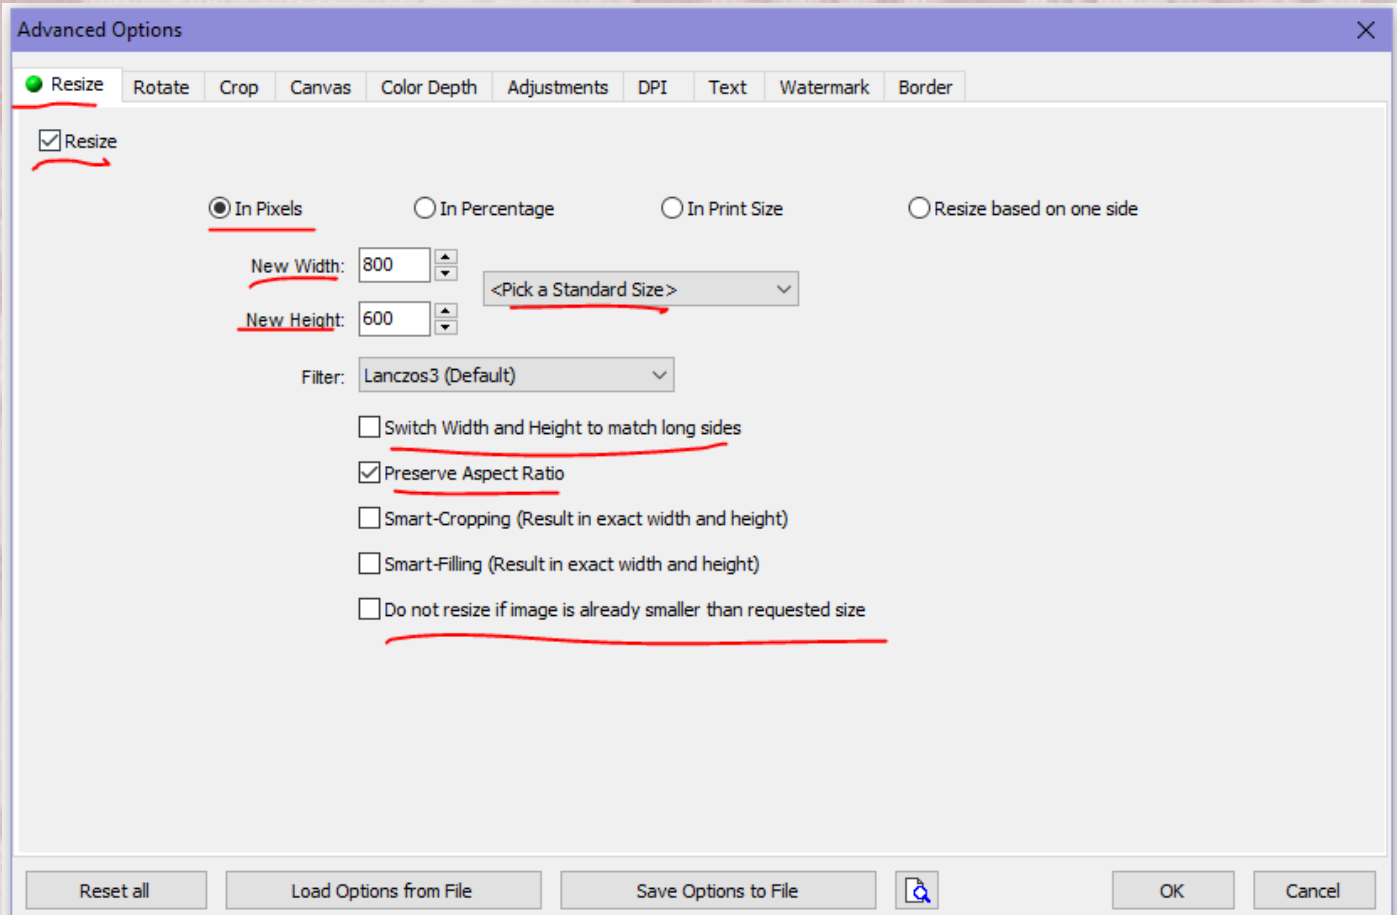 Advanced Options
Resize Rotate Crop Canvas Color Depth Adjustments DPI Text Watermark Border
Resize
In Pixels In Percentage In Print Size Resize based on one side
New Width: 800
<Pick a Standard Size>
New Height: 600
Filter: Lanczos3 (Default)
Switch Width and Height to match long sides
Preserve Aspect Ratio
Smart-Cropping (Result in exact width and height)
Smart-Filling (Result in exact width and height)
Do not resize if image is already smaller than requested size
Reset all Load Options from File Save Options to File OK Cancel